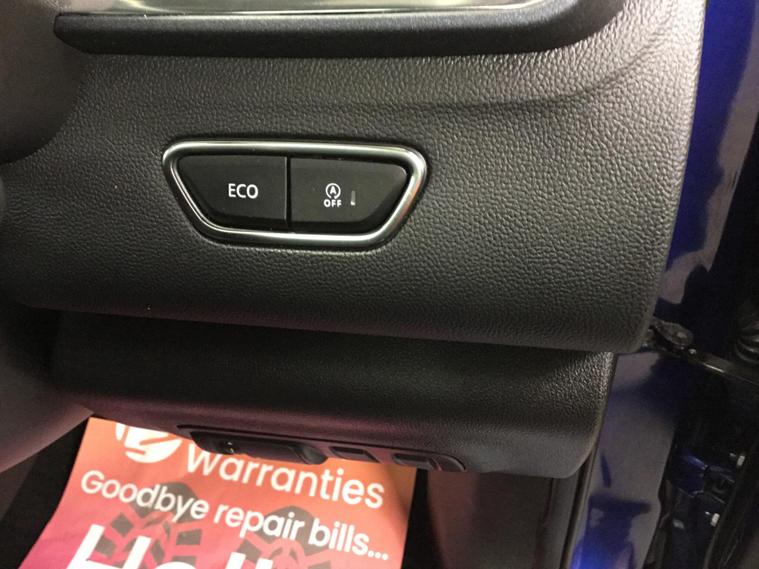 ECO
A
OFF
Warranties
Goodbye repair bills...